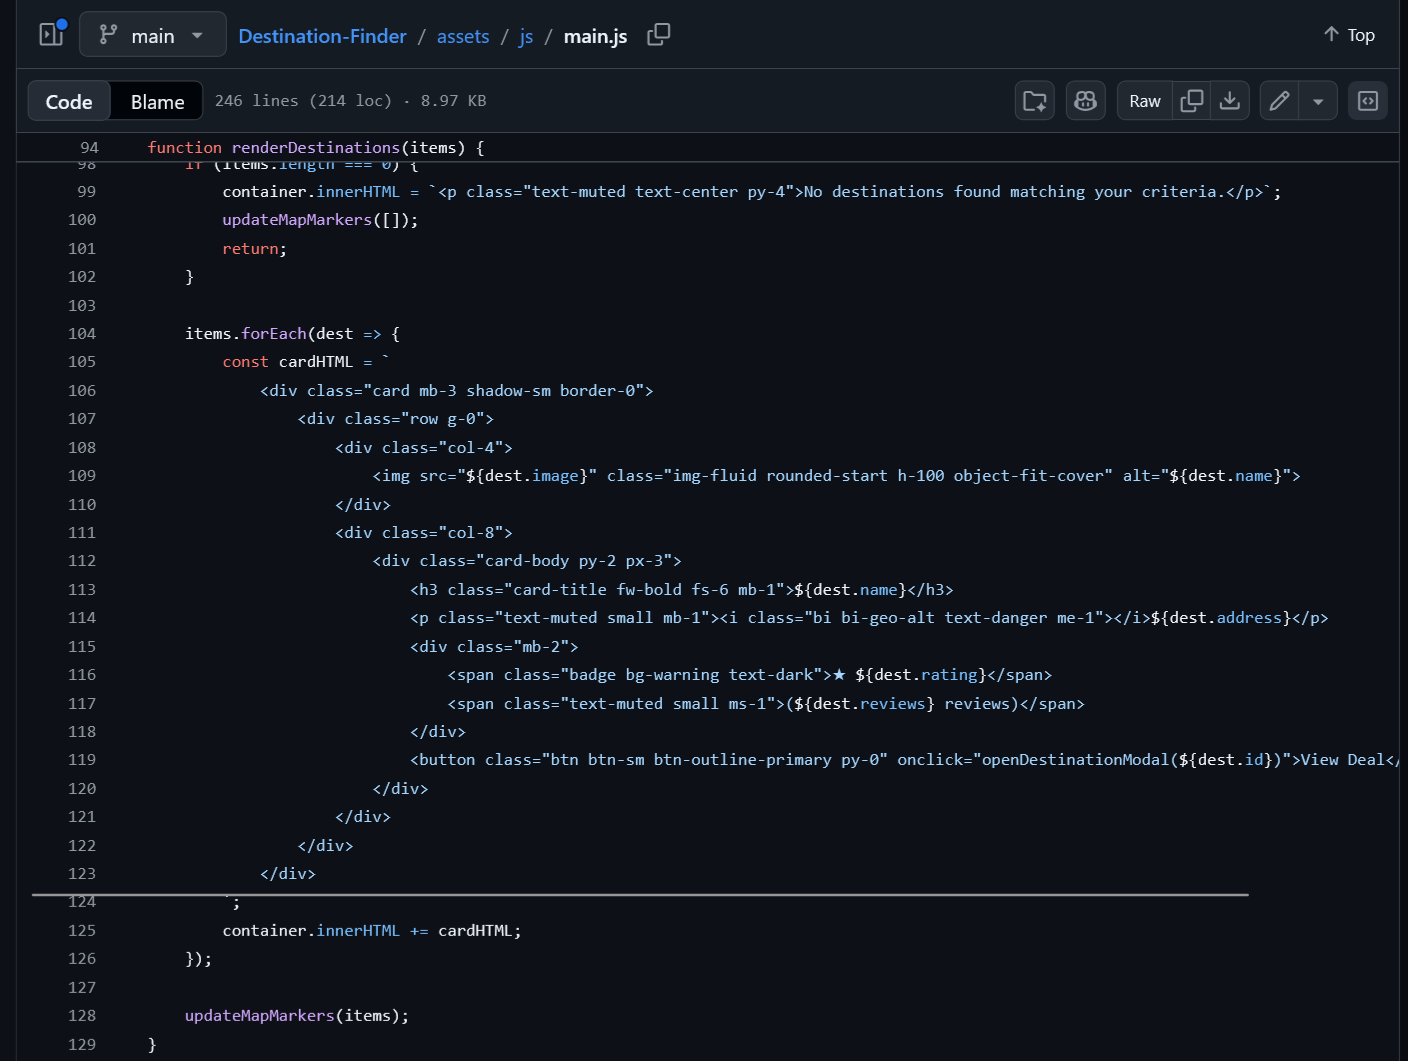 main Destination-Finder / assets / js / main.js Top
Code Blame 246 lines (214 loc) · 8.97 KB Raw
94 function renderDestinations(items) {
98 if (items.length === 0) {
99 container.innerHTML = `<p class="text-muted text-center py-4">No destinations found matching your criteria.</p>`;
100 updateMapMarkers([]);
101 return;
102 }
103
104 items.forEach(dest => {
105 const cardHTML = `
106 <div class="card mb-3 shadow-sm border-0">
107 <div class="row g-0">
108 <div class="col-4">
109 <img src="${dest.image}" class="img-fluid rounded-start h-100 object-fit-cover" alt="${dest.name}">
110 </div>
111 <div class="col-8">
112 <div class="card-body py-2 px-3">
113 <h3 class="card-title fw-bold fs-6 mb-1">${dest.name}</h3>
114 <p class="text-muted small mb-1"><i class="bi bi-geo-alt text-danger me-1"></i>${dest.address}</p>
115 <div class="mb-2">
116 <span class="badge bg-warning text-dark">★ ${dest.rating}</span>
117 <span class="text-muted small ms-1">(${dest.reviews} reviews)</span>
118 </div>
119 <button class="btn btn-sm btn-outline-primary py-0" onclick="openDestinationModal(${dest.id})">View Deal</
120 </div>
121 </div>
122 </div>
123 </div>
124 `;
125 container.innerHTML += cardHTML;
126 });
127
128 updateMapMarkers(items);
129 }